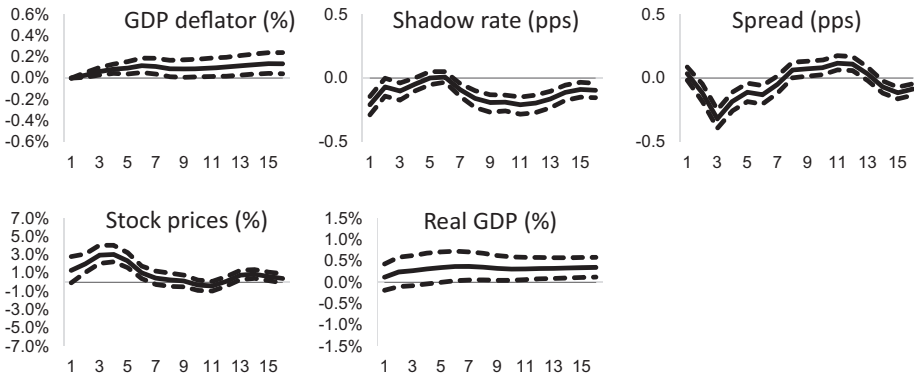 GDP deflator (%)
0.6%
0.4%
0.2%
0.0%
-0.2%
-0.4%
-0.6%
1 3 5 7 9 11 13 15
Shadow rate (pps)
0.5
0.0
-0.5
1 3 5 7 9 11 13 15
Spread (pps)
0.5
0.0
-0.5
1 3 5 7 9 11 13 15
Stock prices (%)
7.0%
5.0%
3.0%
1.0%
-1.0%
-3.0%
-5.0%
-7.0%
1 3 5 7 9 11 13 15
Real GDP (%)
1.5%
1.0%
0.5%
0.0%
-0.5%
-1.0%
-1.5%
1 3 5 7 9 11 13 15